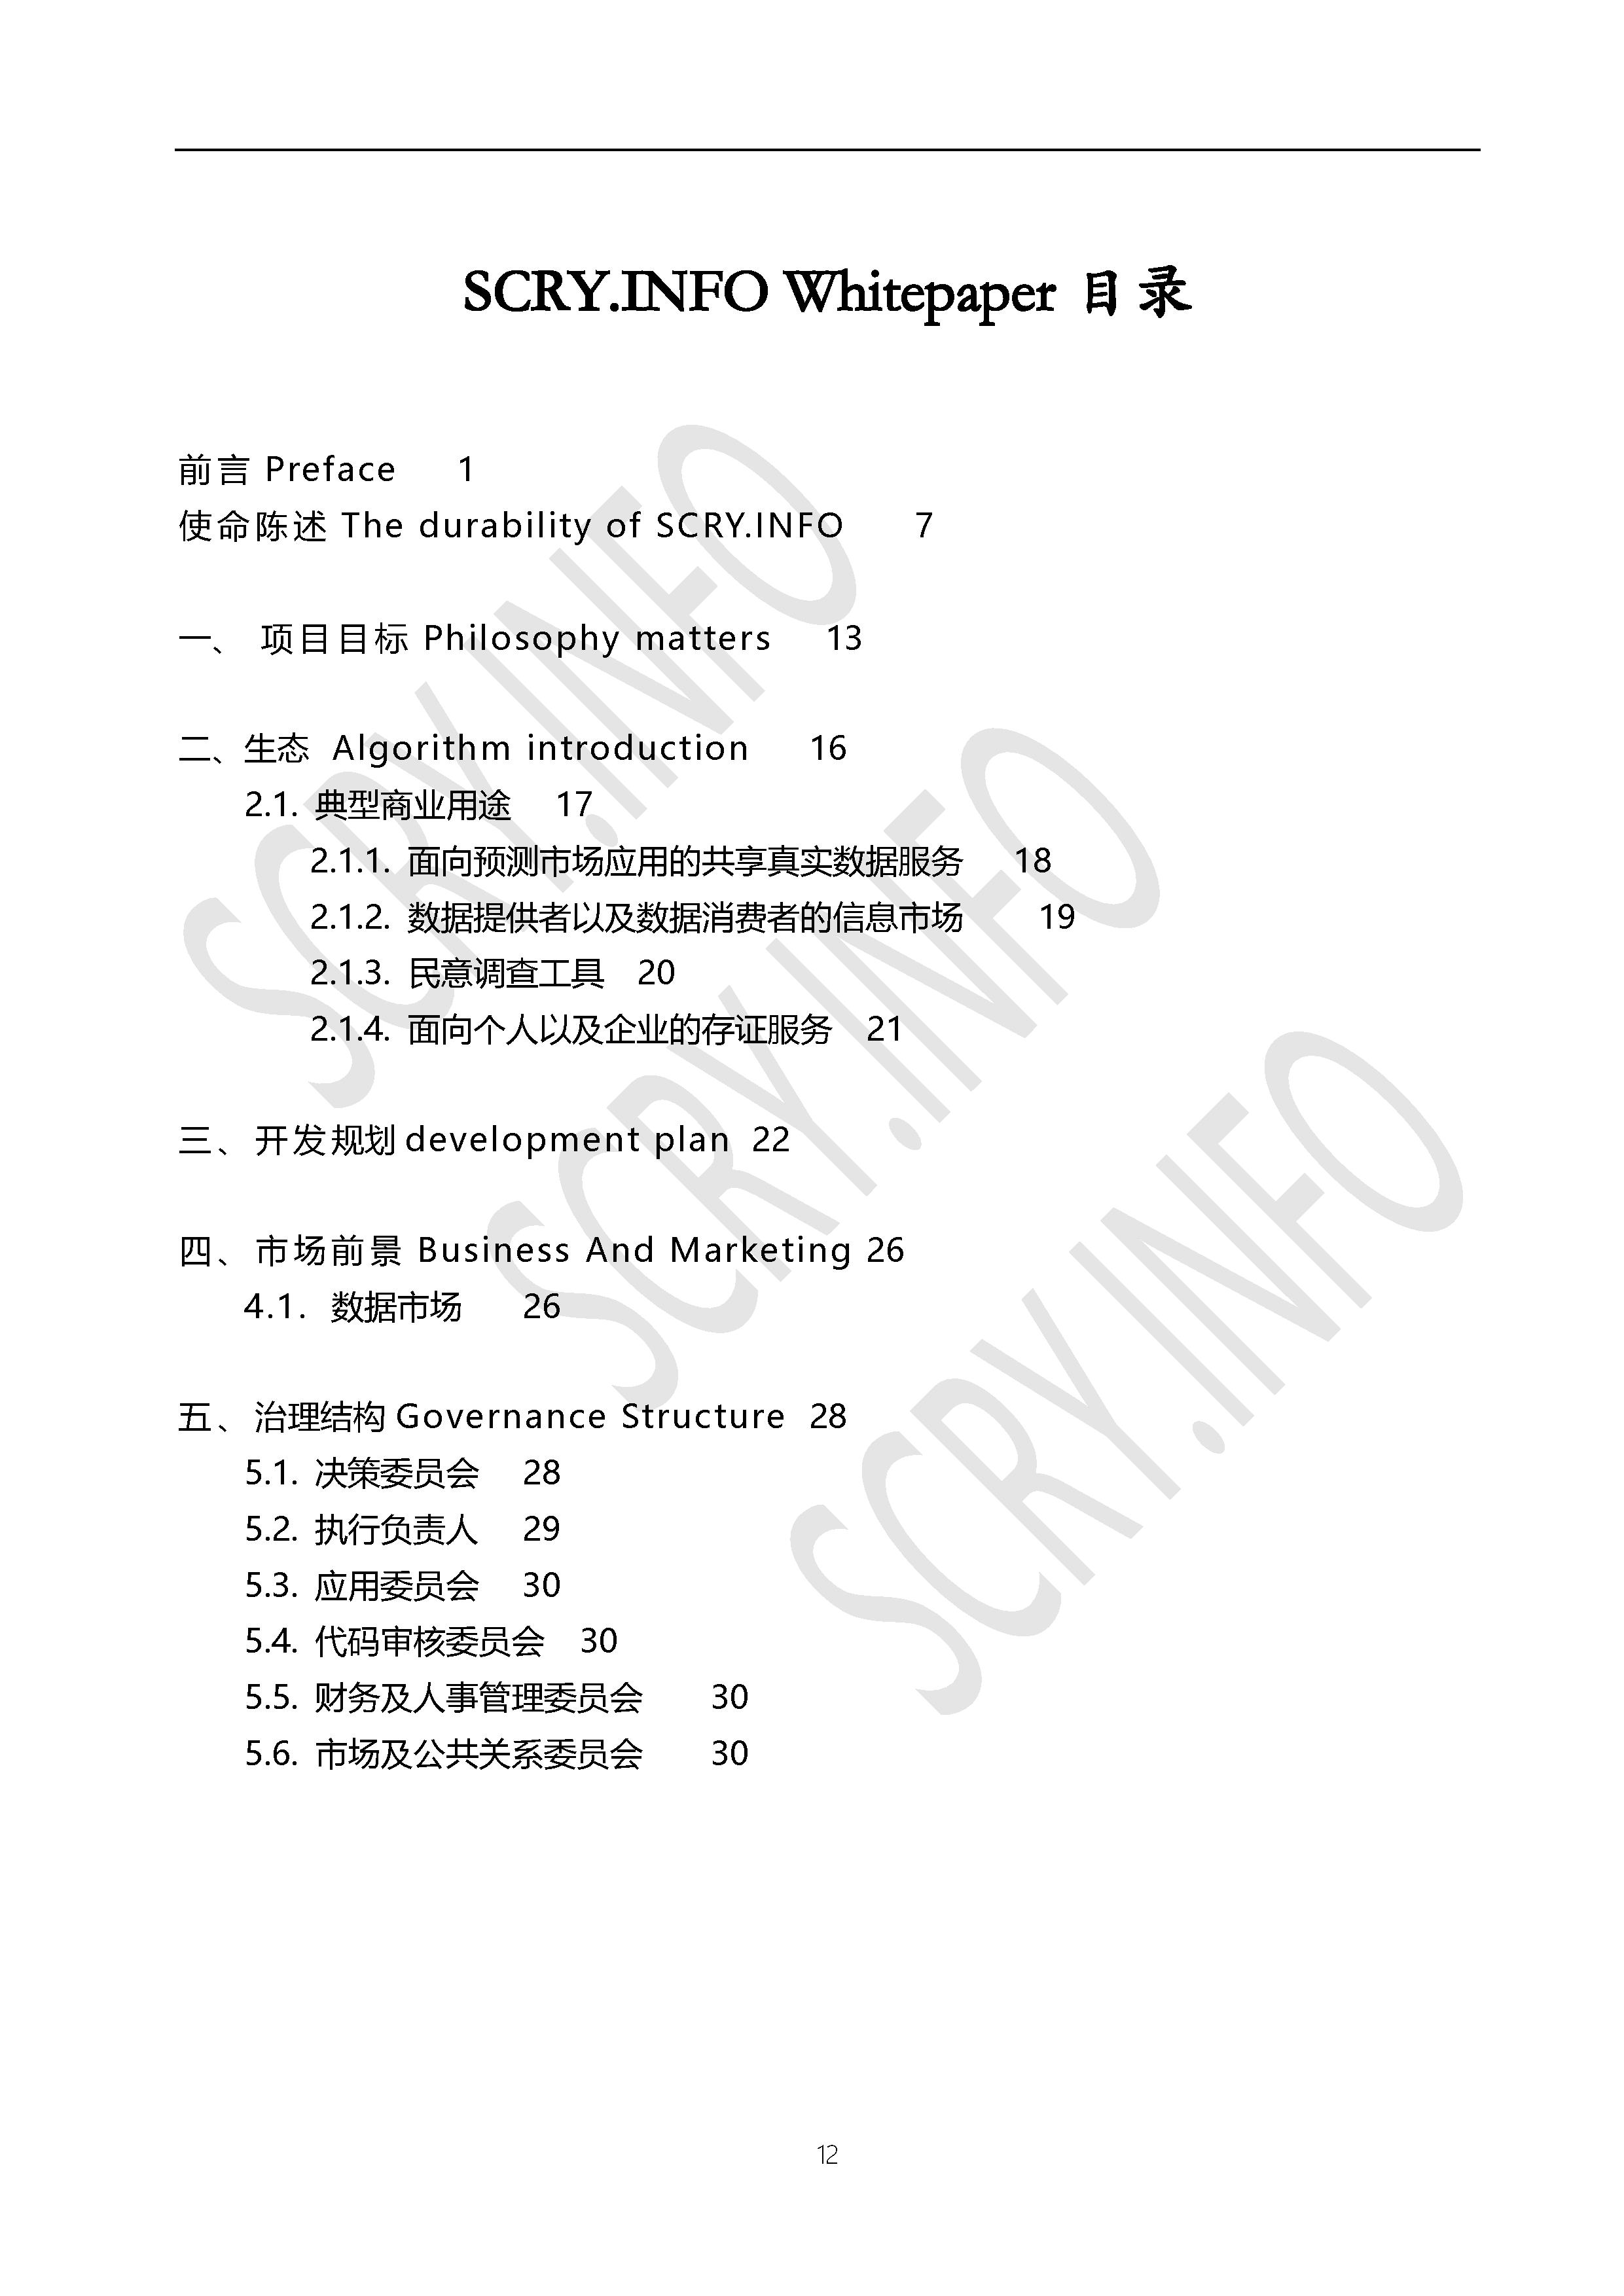 SCRY.INFO Whitepaper 目录
前言 Preface 1
使命陈述 The durability of SCRY.INFO 7
一、 项目目标 Philosophy matters 13
二、生态 Algorithm introduction 16
2.1. 典型商业用途 17
2.1.1. 面向预测市场应用的共享真实数据服务 18
2.1.2. 数据提供者以及数据消费者的信息市场 19
2.1.3. 民意调查工具 20
2.1.4. 面向个人以及企业的存证服务 21
三、开发规划 development plan 22
四、市场前景 Business And Marketing 26
4.1. 数据市场 26
五、治理结构 Governance Structure 28
5.1. 决策委员会 28
5.2. 执行负责人 29
5.3. 应用委员会 30
5.4. 代码审核委员会 30
5.5. 财务及人事管理委员会 30
5.6. 市场及公共关系委员会 30
SCRY.INFO
SCRY.INFO
SCRY.INFO
12